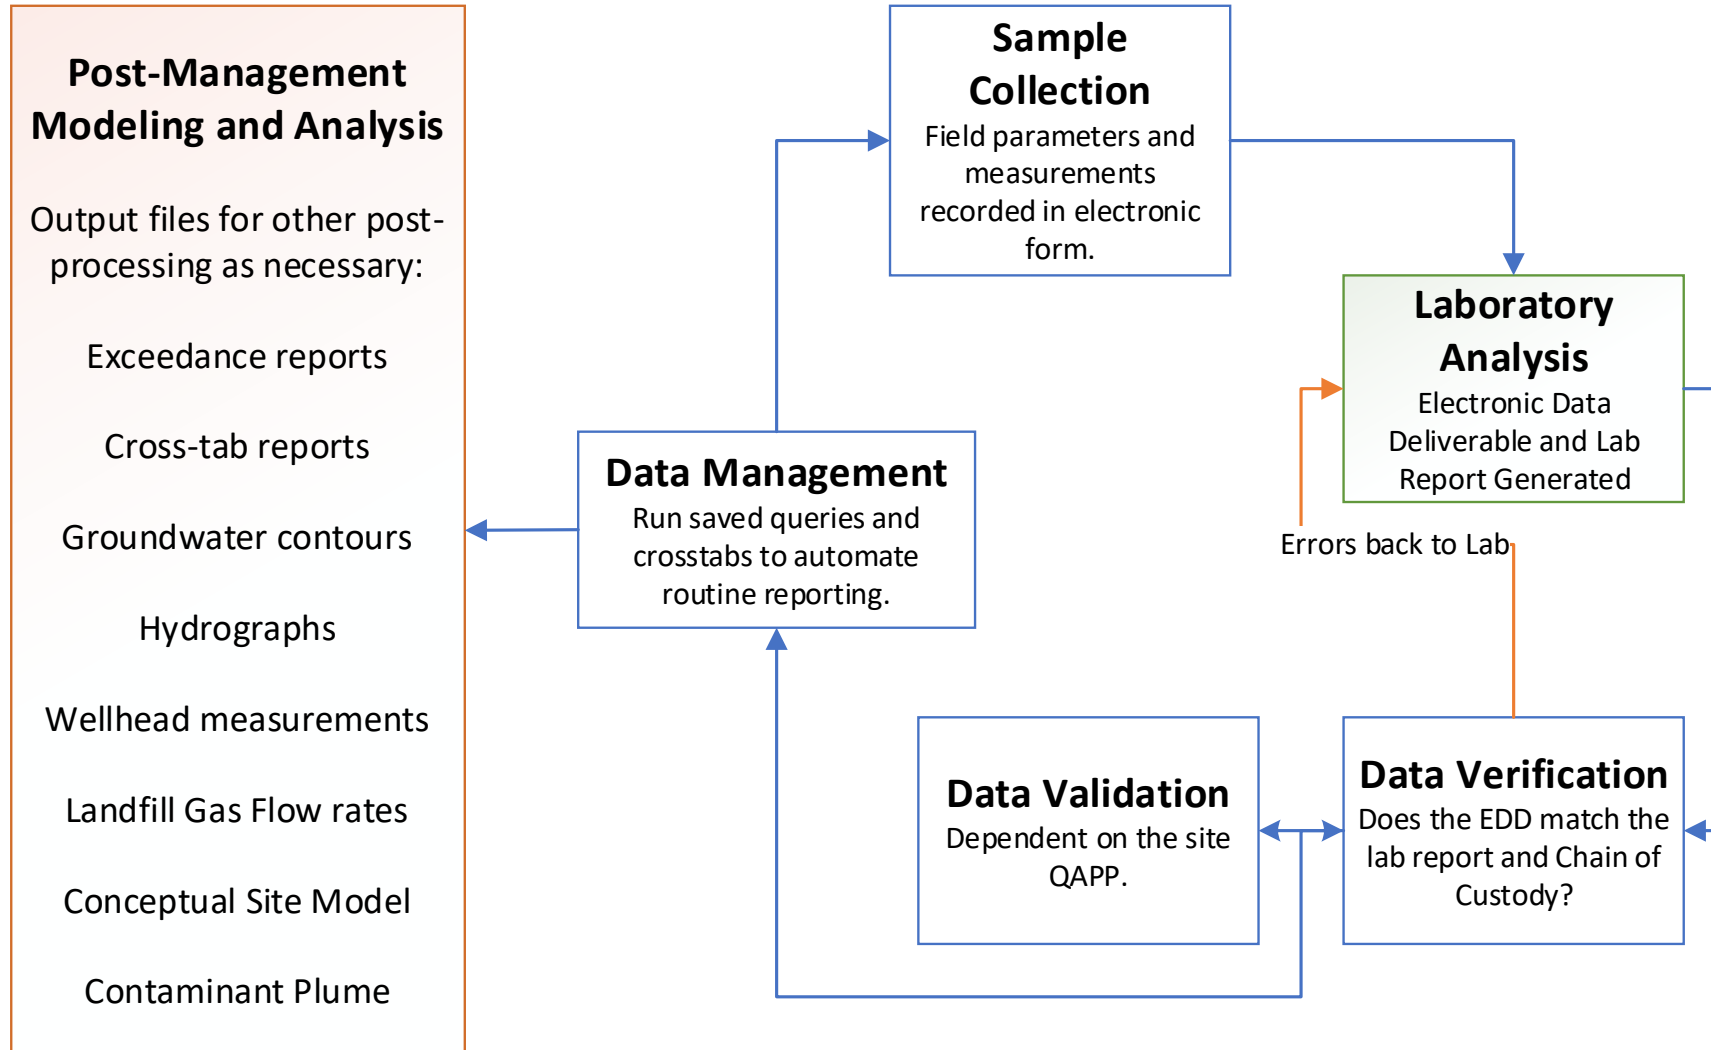 Post-Management
Modeling and Analysis
Output files for other post-
processing as necessary:
Exceedance reports
Cross-tab reports
Groundwater contours
Hydrographs
Wellhead measurements
Landfill Gas Flow rates
Conceptual Site Model
Contaminant Plume
Sample
Collection
Field parameters and
measurements
recorded in electronic
form.
Laboratory
Analysis
Electronic Data
Deliverable and Lab
Report Generated
Errors back to Lab
Data Management
Run saved queries and
crosstabs to automate
routine reporting.
Data Validation
Dependent on the site
QAPP.
Data Verification
Does the EDD match the
lab report and Chain of
Custody?